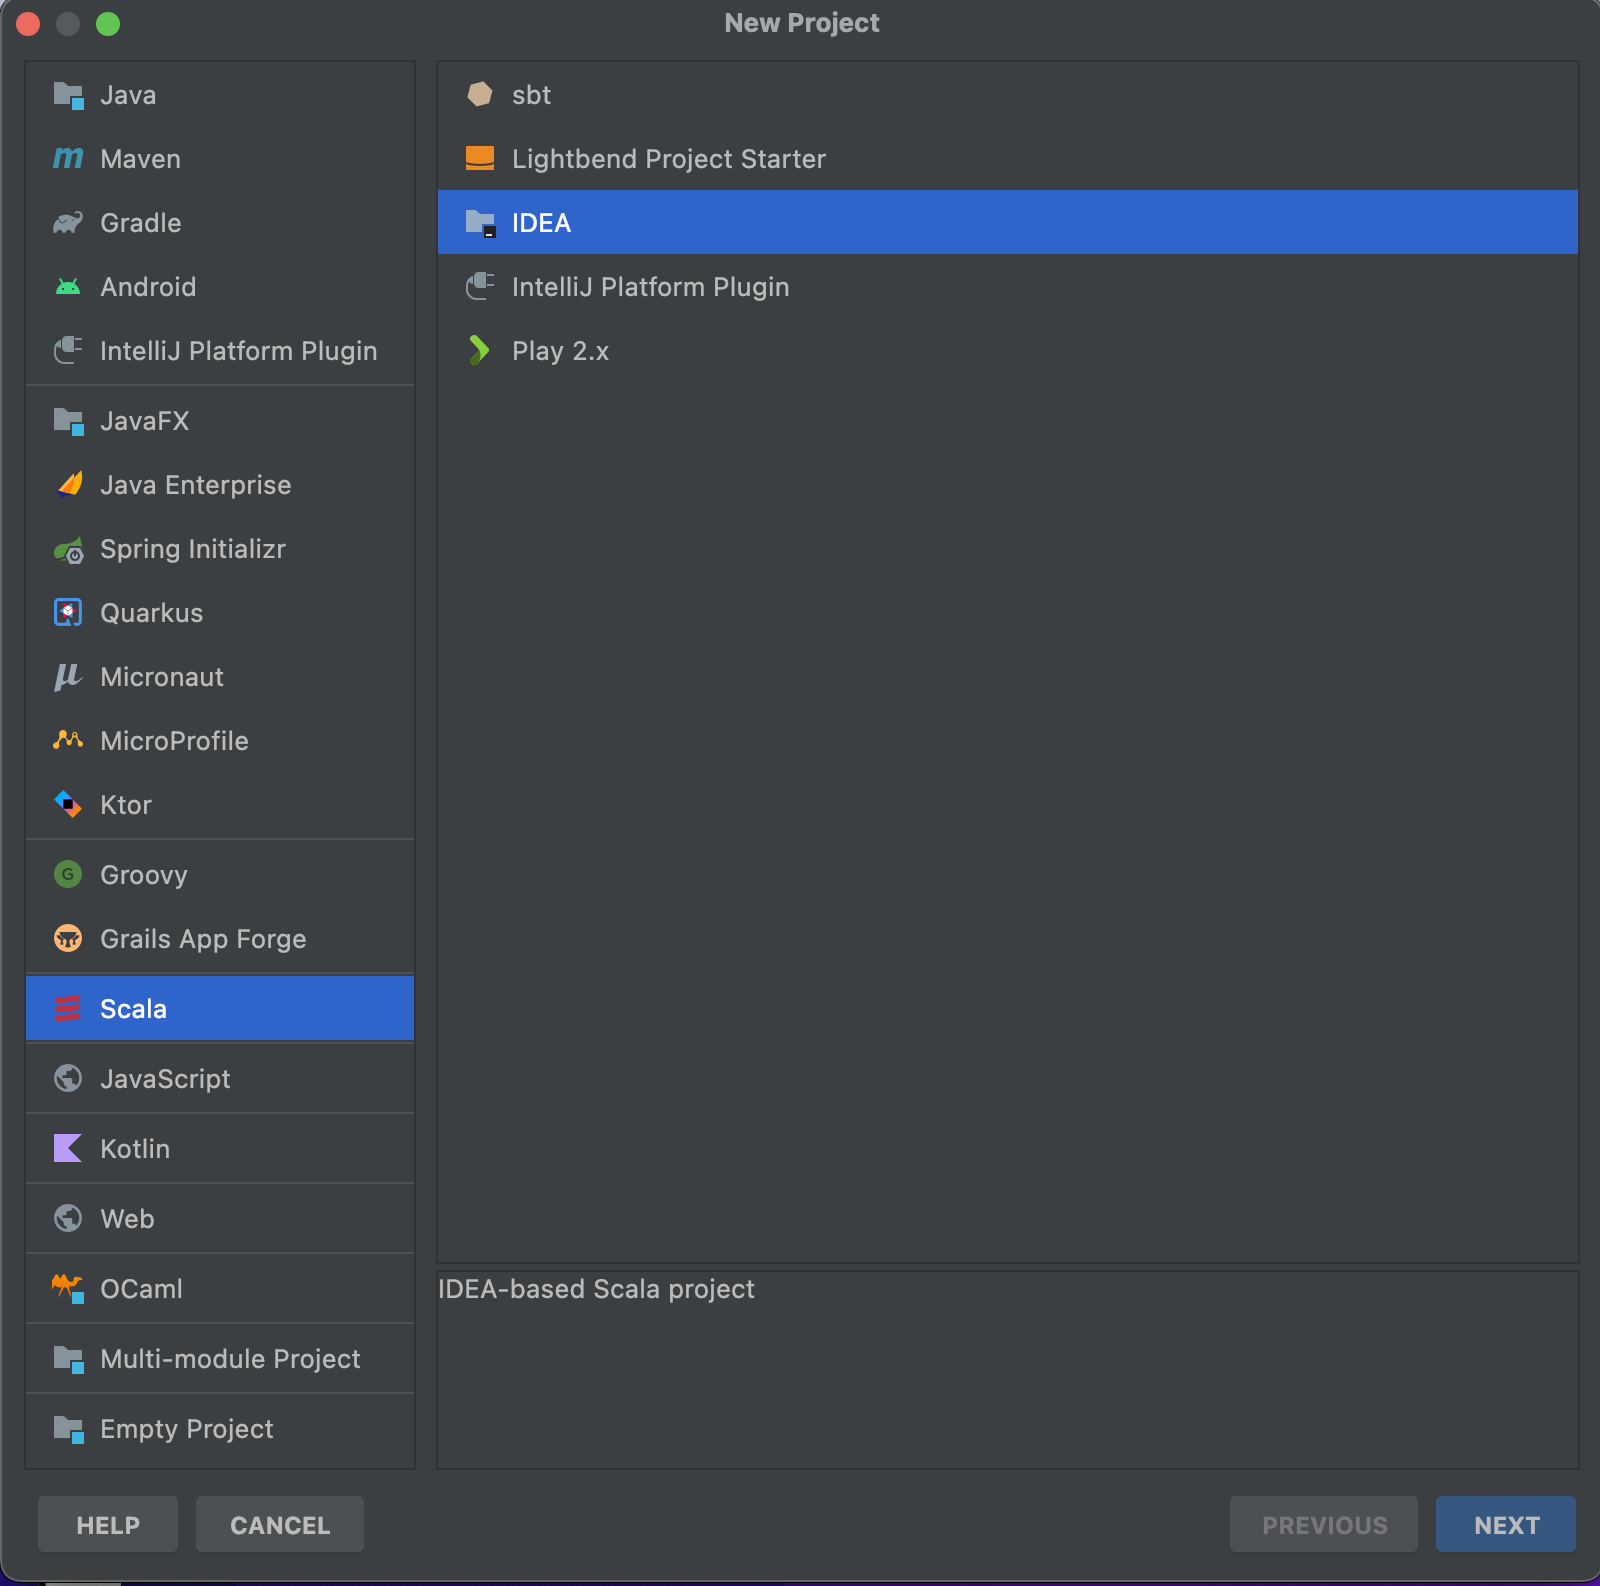 New Project
Java
Maven
Gradle
Android
IntelliJ Platform Plugin
JavaFX
Java Enterprise
Spring Initializr
Quarkus
Micronaut
MicroProfile
Ktor
G Groovy
Grails App Forge
Scala
JavaScript
Kotlin
Web
OCaml
Multi-module Project
Empty Project
sbt
Lightbend Project Starter
IDEA
IntelliJ Platform Plugin
Play 2.x
IDEA-based Scala project
HELP
CANCEL
PREVIOUS
NEXT